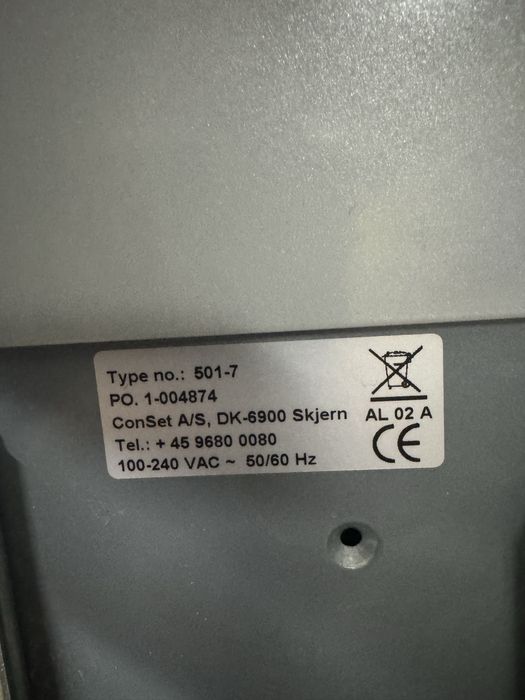 Type no.: 501-7
PO. 1-004874
ConSet A/S, DK-6900 Skjern
Tel.: + 45 9680 0080
100-240 VAC ~ 50/60 Hz
AL 02 A
CE